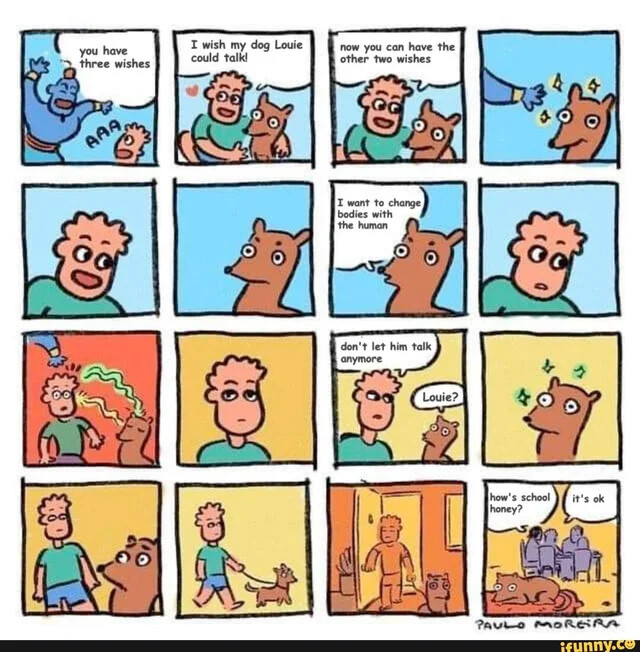 you have
three wishes
AAA
I wish my dog Louie
could talk!
now you can have the
other two wishes
I want to change
bodies with
the human
don't let him talk
anymore
Louie?
how's school
honey?
it's ok
PAULO MOREIRA
ifunny.co